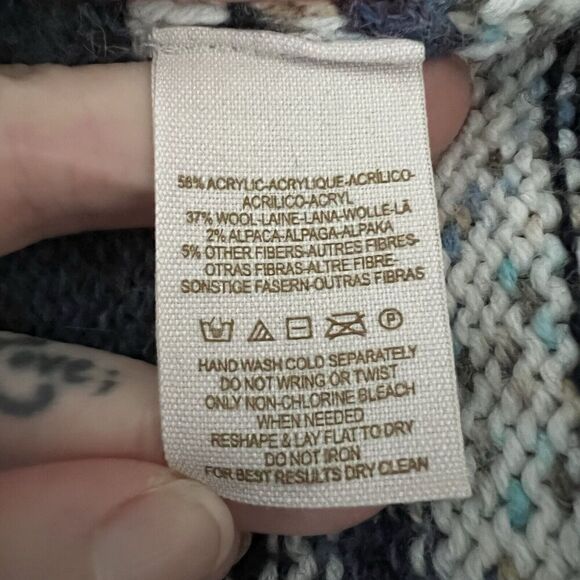 56% ACRYLIC-ACRYLIQUE-ACRÍLICO-
ACRILICO-ACRYL
37% WOOL-LAINE-LANA-WOLLE-LÃ
2% ALPACA-ALPAGA-ALPAKA
5% OTHER FIBERS-AUTRES FIBRES-
OTRAS FIBRAS-ALTRE FIBRE-
SONSTIGE FASERN-OUTRAS FIBRAS
P
HAND WASH COLD SEPARATELY
DO NOT WRING OR TWIST
ONLY NON-CHLORINE BLEACH
WHEN NEEDED
RESHAPE & LAY FLAT TO DRY
DO NOT IRON
FOR BEST RESULTS DRY CLEAN